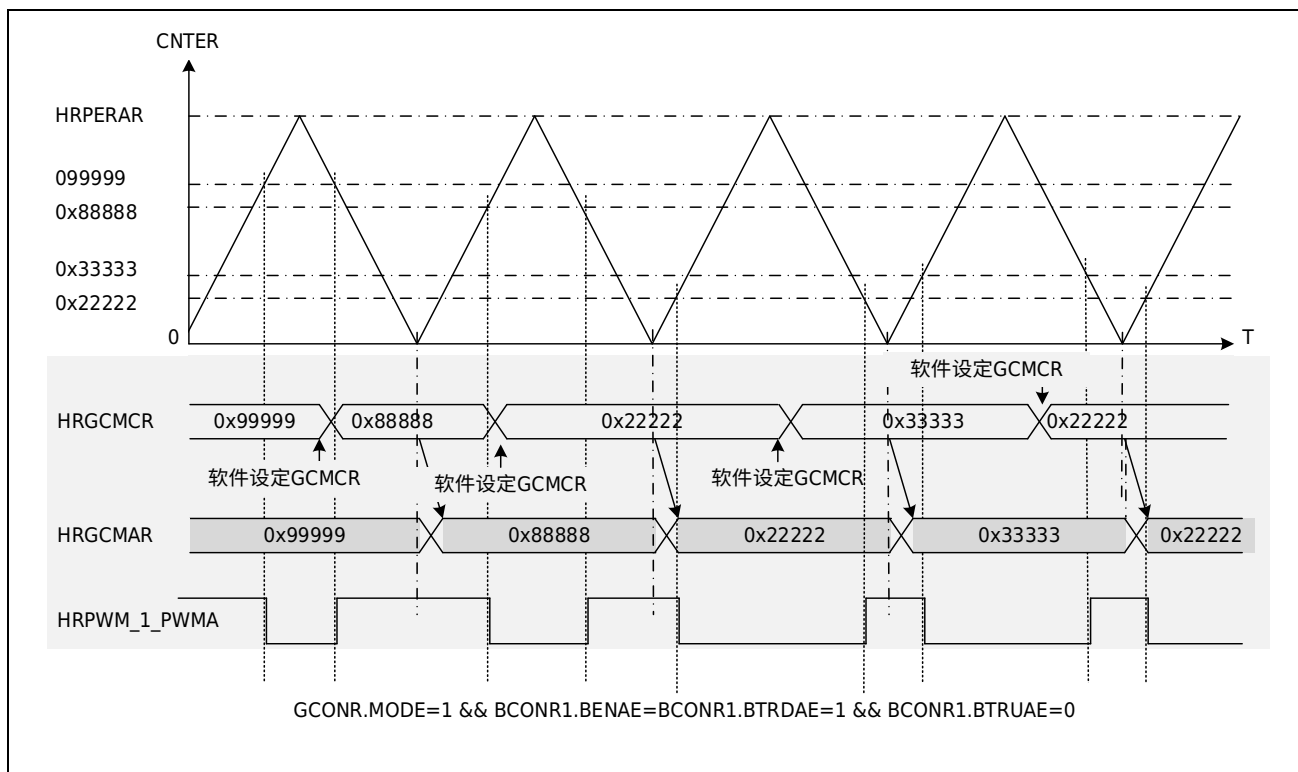 CNTER
HRPERAR
099999
0x88888
0x33333
0x22222
0
T
软件设定GCMCR
HRGCMCR
0x99999
0x88888
0x22222
0x33333
0x22222
软件设定GCMCR
软件设定GCMCR
软件设定GCMCR
HRGCMAR
0x99999
0x88888
0x22222
0x33333
0x22222
HRPWM_1_PWMA
GCONR.MODE=1 && BCONR1.BENAE=BCONR1.BTRDAE=1 && BCONR1.BTRUAE=0